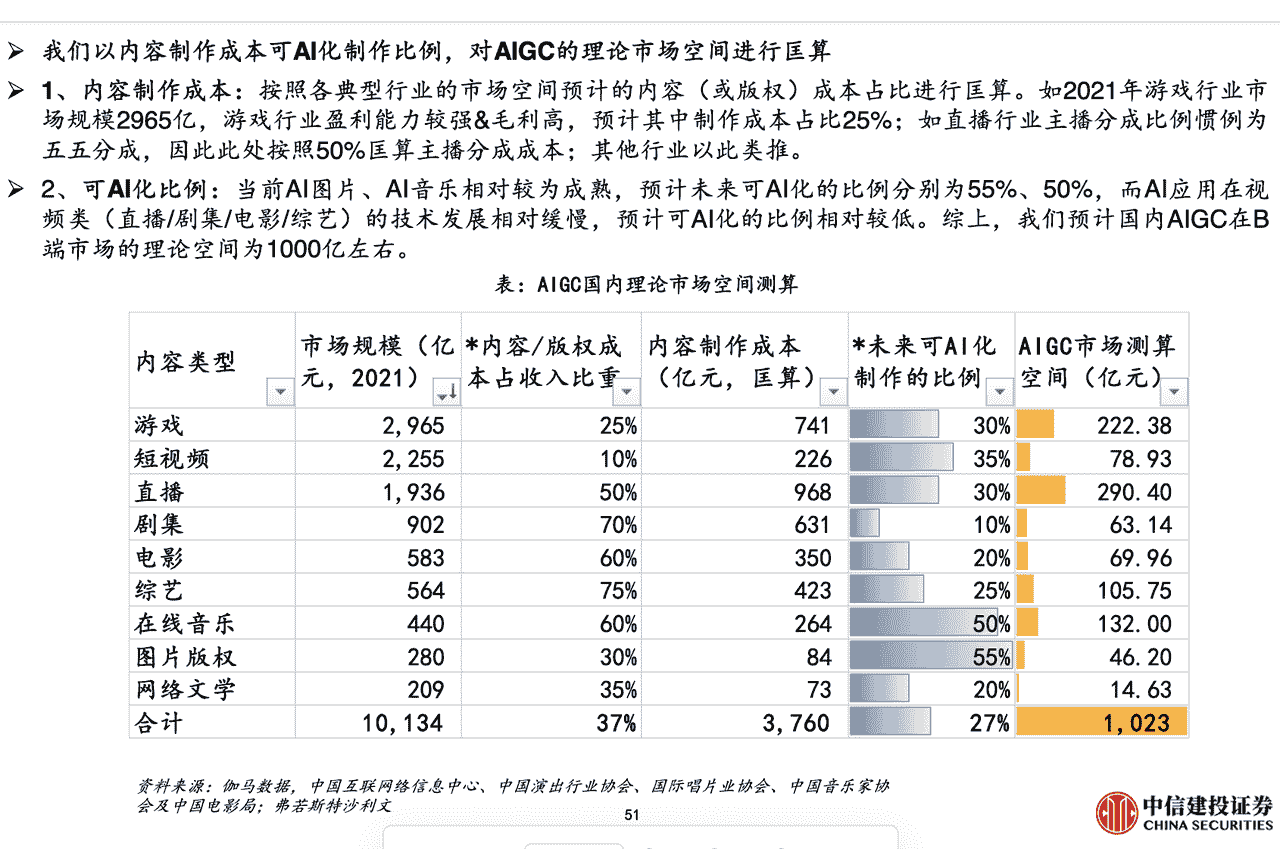 ➢ 我们以内容制作成本可AI化制作比例，对AIGC的理论市场空间进行匡算
➢ 1、内容制作成本：按照各典型行业的市场空间预计的内容（或版权）成本占比进行匡算。如2021年游戏行业市
场规模2965亿，游戏行业盈利能力较强&毛利高，预计其中制作成本占比25%；如直播行业主播分成比例惯例为
五五分成，因此此处按照50%匡算主播分成成本；其他行业以此类推。
➢ 2、可AI化比例：当前AI图片、AI音乐相对较为成熟，预计未来可AI化的比例分别为55%、50%，而AI应用在视
频类（直播/剧集/电影/综艺）的技术发展相对缓慢，预计可AI化的比例相对较低。综上，我们预计国内AIGC在B
端市场的理论空间为1000亿左右。
表：AIGC国内理论市场空间测算
内容类型 市场规模（亿 *内容/版权成 内容制作成本 *未来可AI化 AIGC市场测算
元，2021） 本占收入比重 （亿元，匡算） 制作的比例 空间（亿元）
游戏 2,965 25% 741 30% 222.38
短视频 2,255 10% 226 35% 78.93
直播 1,936 50% 968 30% 290.40
剧集 902 70% 631 10% 63.14
电影 583 60% 350 20% 69.96
综艺 564 75% 423 25% 105.75
在线音乐 440 60% 264 50% 132.00
图片版权 280 30% 84 55% 46.20
网络文学 209 35% 73 20% 14.63
合计 10,134 37% 3,760 27% 1,023
资料来源：伽马数据，中国互联网络信息中心、中国演出行业协会、国际唱片业协会、中国音乐家协
会及中国电影局；弗若斯特沙利文
51
中信建投证券
CHINA SECURITIES